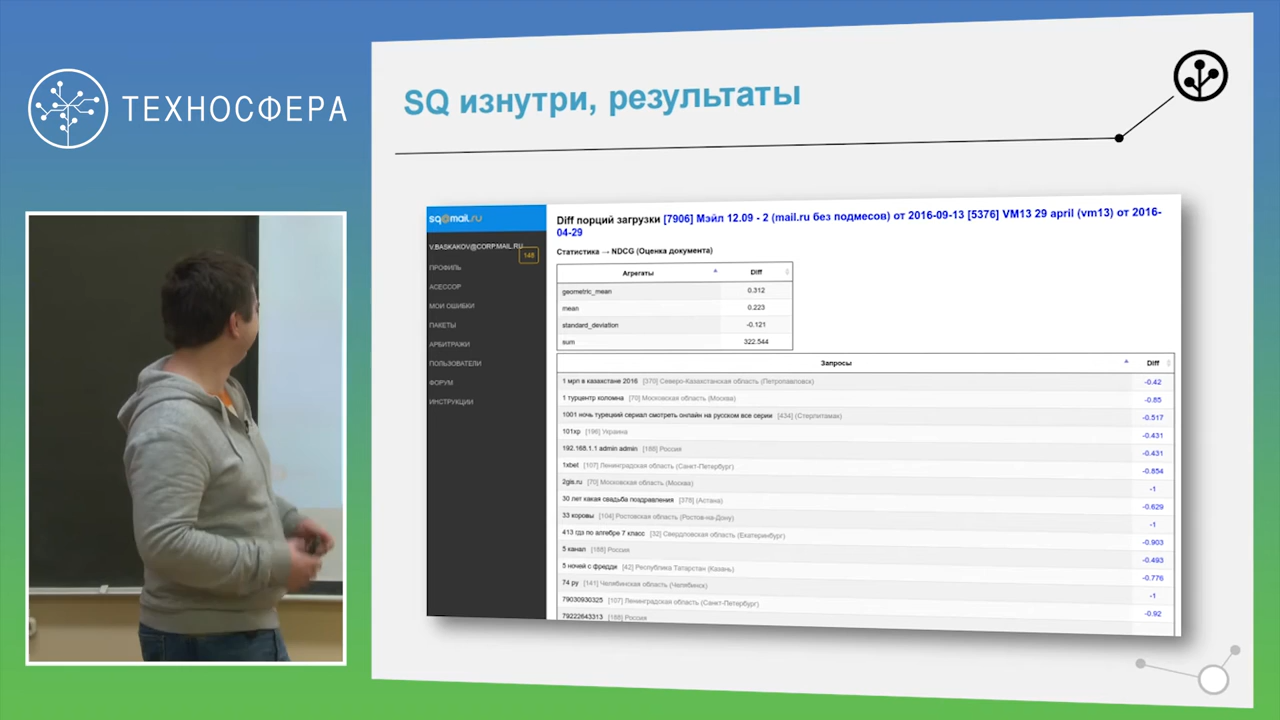 ТЕХНОСФЕРА
SQ изнутри, результаты
sq@mail.ru
V.BASKAKOV@CORP.MAIL.RU
148
ПРОФИЛЬ
АСЕССОР
МОИ ОШИБКИ
ПАКЕТЫ
АРБИТРАЖИ
ПОЛЬЗОВАТЕЛИ
ФОРУМ
ИНСТРУКЦИИ
Diff порций загрузки [7906] Мэйл 12.09 - 2 (mail.ru без подмесов) от 2016-09-13 [5376] VM13 29 april (vm13) от 2016-
04-29
Статистика → NDCG (Оценка документа)
Агрегаты Diff
geometric_mean 0.312
mean 0.223
standard_deviation -0.121
sum 322.544
Запросы Diff
1 мрп в казахстане 2016 [370] Северо-Казахстанская область (Петропавловск) -0.42
1 турцентр коломна [70] Московская область (Москва) -0.85
1001 ночь турецкий сериал смотреть онлайн на русском все серии [434] (Стерлитамак) -0.517
101хр [196] Украина -0.431
192.168.1.1 admin admin [188] Россия -0.431
1xbet [107] Ленинградская область (Санкт-Петербург) -0.854
2gis.ru [70] Московская область (Москва) -1
30 лет какая свадьба поздравления [378] (Астана) -0.629
33 коровы [104] Ростовская область (Ростов-на-Дону) -1
413 гдз по алгебре 7 класс [32] Свердловская область (Екатеринбург) -0.903
5 канал [188] Россия -0.493
5 ночей с фредди [42] Республика Татарстан (Казань) -0.776
74 ру [141] Челябинская область (Челябинск) -1
79030930325 [107] Ленинградская область (Санкт-Петербург) -0.92
79222643313 [188] Россия